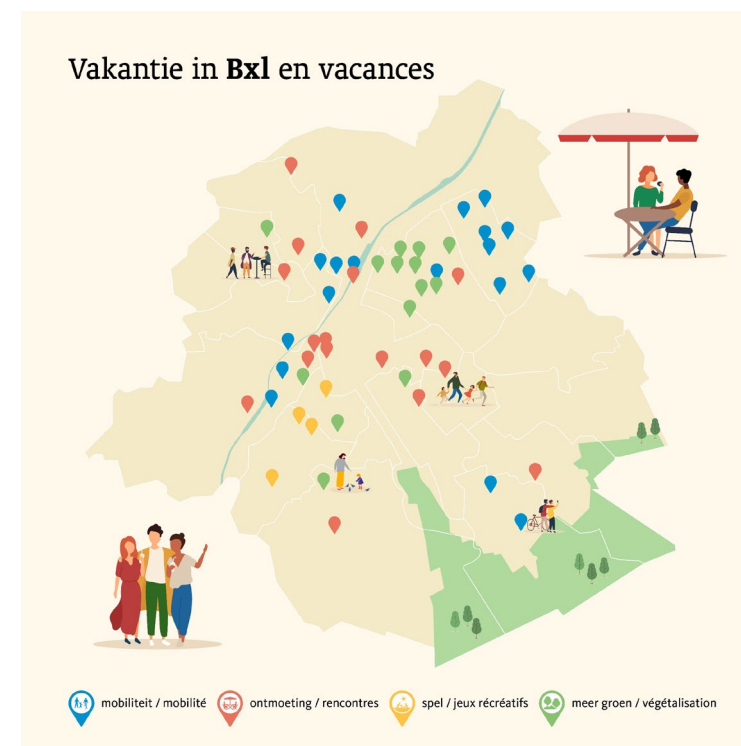 Vakantie in Bxl en vacances
mobiliteit / mobilité
ontmoeting / rencontres
spel / jeux récréatifs
meer groen / végétalisation